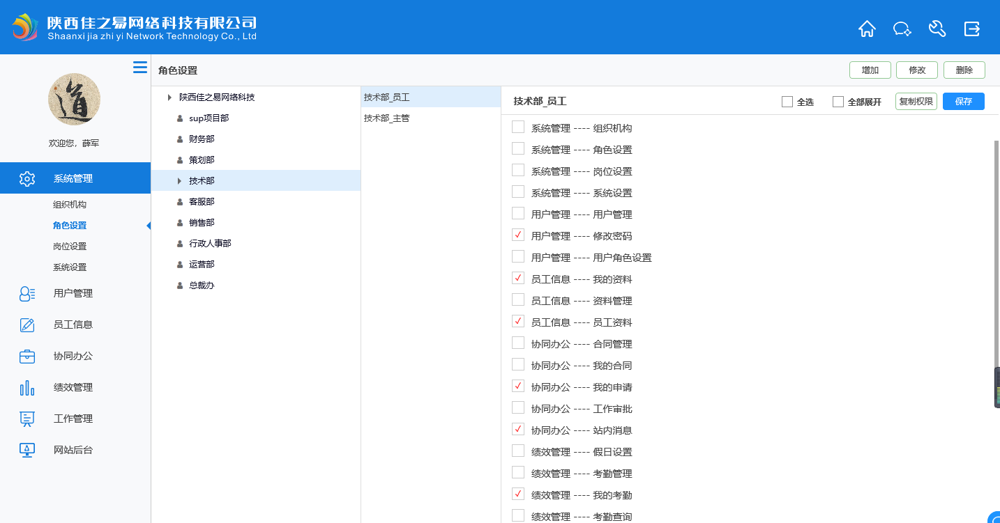 陕西佳之易网络科技有限公司
Shaanxi jia zhi yi Network Technology Co., Ltd
道
欢迎您，薛军
系统管理
组织机构
角色设置
岗位设置
系统设置
用户管理
员工信息
协同办公
绩效管理
工作管理
网站后台
角色设置
增加 修改 删除
陕西佳之易网络科技
sup项目部
财务部
策划部
技术部
客服部
销售部
行政人事部
运营部
总裁办
技术部_员工
技术部_主管
技术部_员工 全选 全部展开 复制权限 保存
系统管理 ---- 组织机构
系统管理 ---- 角色设置
系统管理 ---- 岗位设置
系统管理 ---- 系统设置
用户管理 ---- 用户管理
用户管理 ---- 修改密码
用户管理 ---- 用户角色设置
员工信息 ---- 我的资料
员工信息 ---- 资料管理
员工信息 ---- 员工资料
协同办公 ---- 合同管理
协同办公 ---- 我的合同
协同办公 ---- 我的申请
协同办公 ---- 工作审批
协同办公 ---- 站内消息
绩效管理 ---- 假日设置
绩效管理 ---- 考勤管理
绩效管理 ---- 我的考勤
绩效管理 ---- 考勤查询